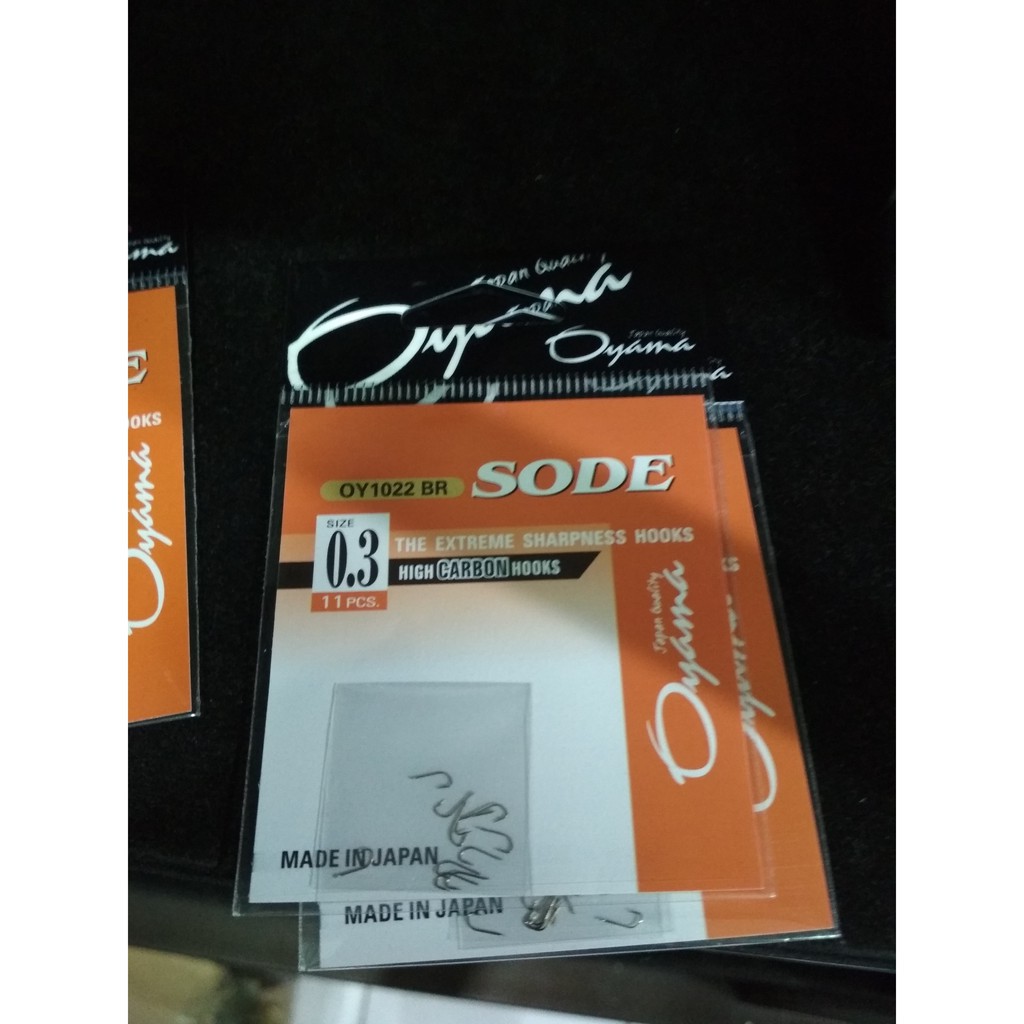 Japan Quality
Oyama
Japan Quality
Oyama
OY1022 BR SODE
SIZE
0.3
11 PCS.
THE EXTREME SHARPNESS HOOKS
HIGH CARBON HOOKS
Japan Quality
Oyama
MADE IN JAPAN
MADE IN JAPAN
Oyama